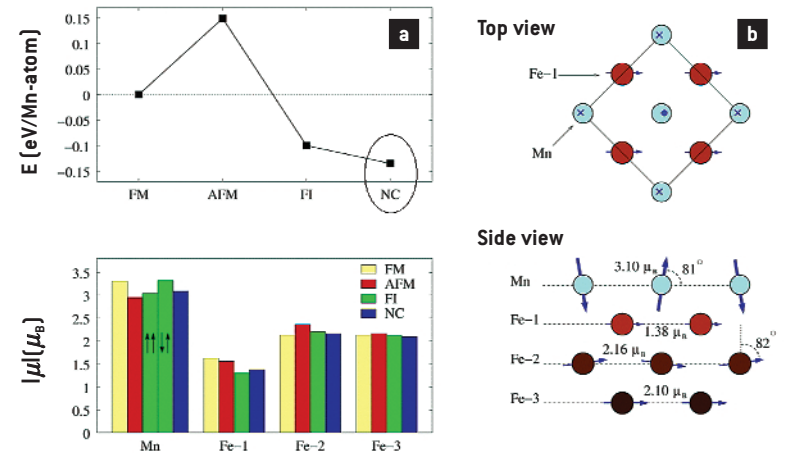 a
E (eV/Mn-atom)
0.15
0.1
0.05
0
−0.05
−0.1
−0.15
FM AFM FI NC
|μ|(μB)
3.5
3
2.5
2
1.5
1
0.5
0
FM
AFM
FI
NC
Mn Fe−1 Fe−2 Fe−3
Top view
b
Fe−1
Mn
Side view
Mn
3.10 μB
81°
Fe−1
1.38 μB
Fe−2
2.16 μB
82°
Fe−3
2.10 μB